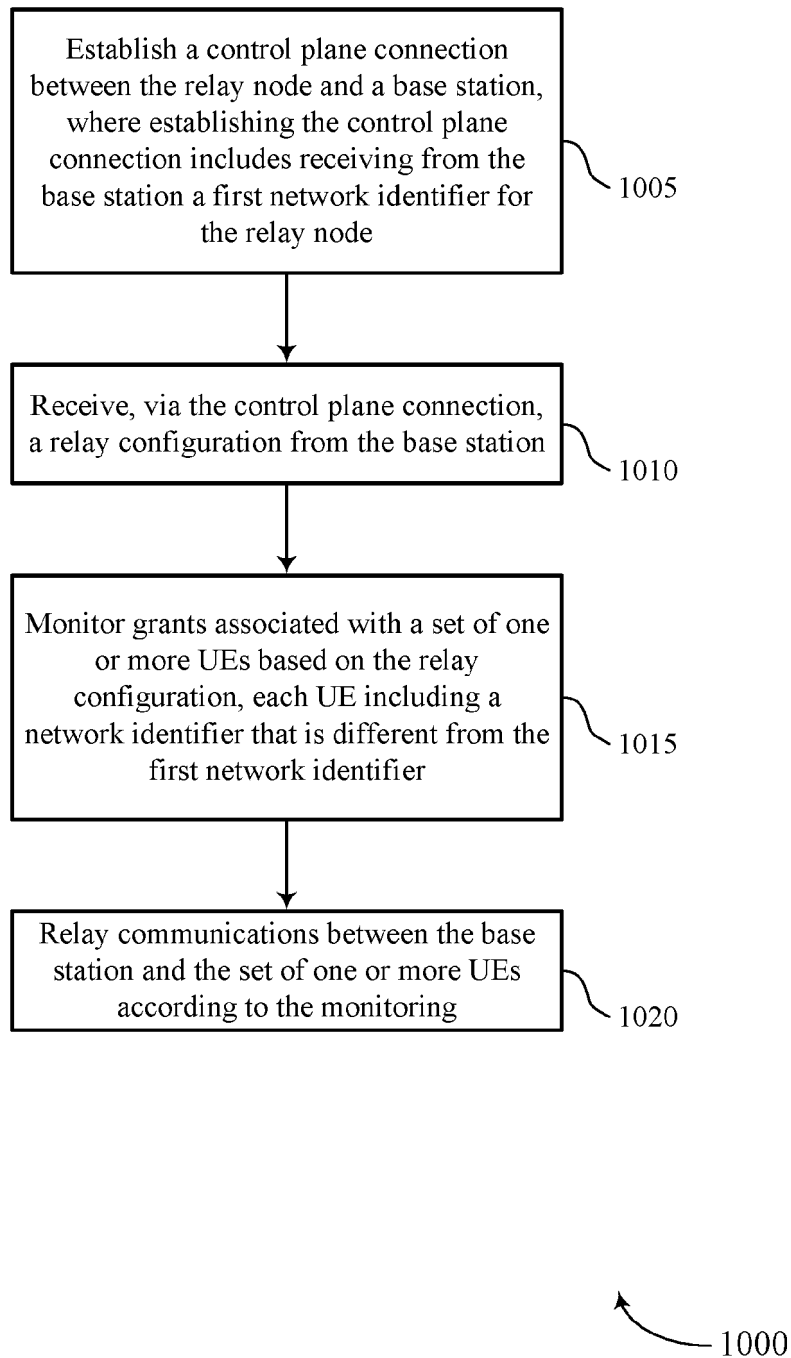 Establish a control plane connection
between the relay node and a base station,
where establishing the control plane
connection includes receiving from the
base station a first network identifier for
the relay node
1005
Receive, via the control plane connection,
a relay configuration from the base station
1010
Monitor grants associated with a set of one
or more UEs based on the relay
configuration, each UE including a
network identifier that is different from the
first network identifier
1015
Relay communications between the base
station and the set of one or more UEs
according to the monitoring
1020
1000